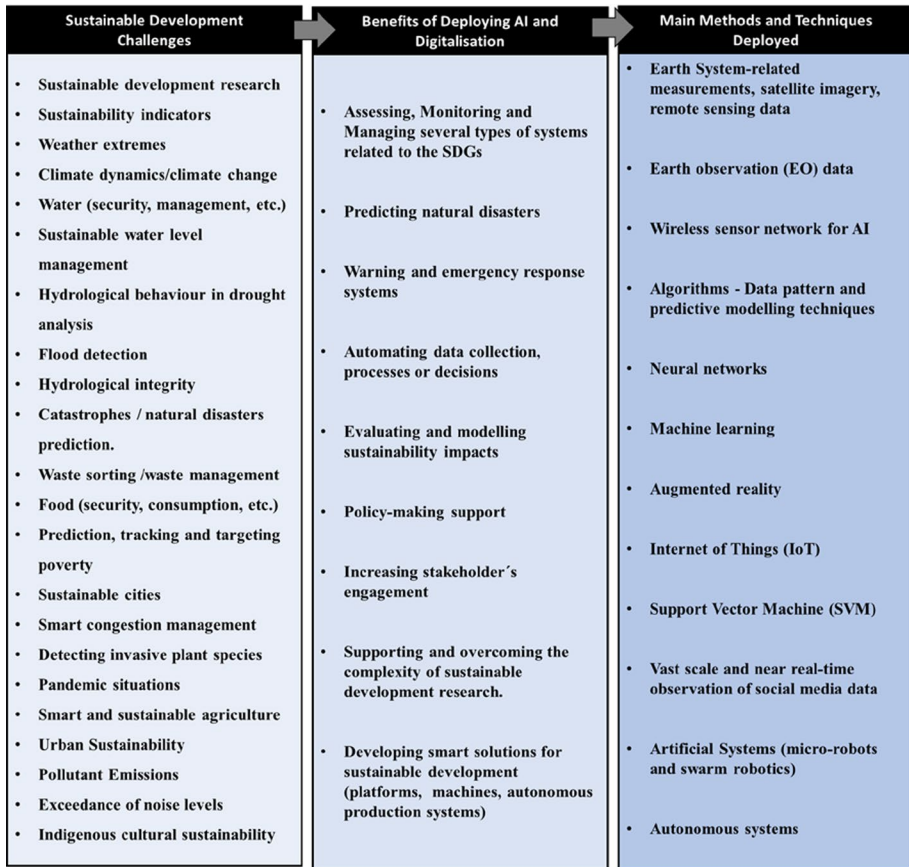 Sustainable Development
Challenges
• Sustainable development research
• Sustainability indicators
• Weather extremes
• Climate dynamics/climate change
• Water (security, management, etc.)
• Sustainable water level
management
• Hydrological behaviour in drought
analysis
• Flood detection
• Hydrological integrity
• Catastrophes / natural disasters
prediction.
• Waste sorting /waste management
• Food (security, consumption, etc.)
• Prediction, tracking and targeting
poverty
• Sustainable cities
• Smart congestion management
• Detecting invasive plant species
• Pandemic situations
• Smart and sustainable agriculture
• Urban Sustainability
• Pollutant Emissions
• Exceedance of noise levels
• Indigenous cultural sustainability
Benefits of Deploying AI and
Digitalisation
• Assessing, Monitoring and
Managing several types of systems
related to the SDGs
• Predicting natural disasters
• Warning and emergency response
systems
• Automating data collection,
processes or decisions
• Evaluating and modelling
sustainability impacts
• Policy-making support
• Increasing stakeholder´s
engagement
• Supporting and overcoming the
complexity of sustainable
development research.
• Developing smart solutions for
sustainable development
(platforms, machines, autonomous
production systems)
Main Methods and Techniques
Deployed
• Earth System-related
measurements, satellite imagery,
remote sensing data
• Earth observation (EO) data
• Wireless sensor network for AI
• Algorithms - Data pattern and
predictive modelling techniques
• Neural networks
• Machine learning
• Augmented reality
• Internet of Things (IoT)
• Support Vector Machine (SVM)
• Vast scale and near real-time
observation of social media data
• Artificial Systems (micro-robots
and swarm robotics)
• Autonomous systems